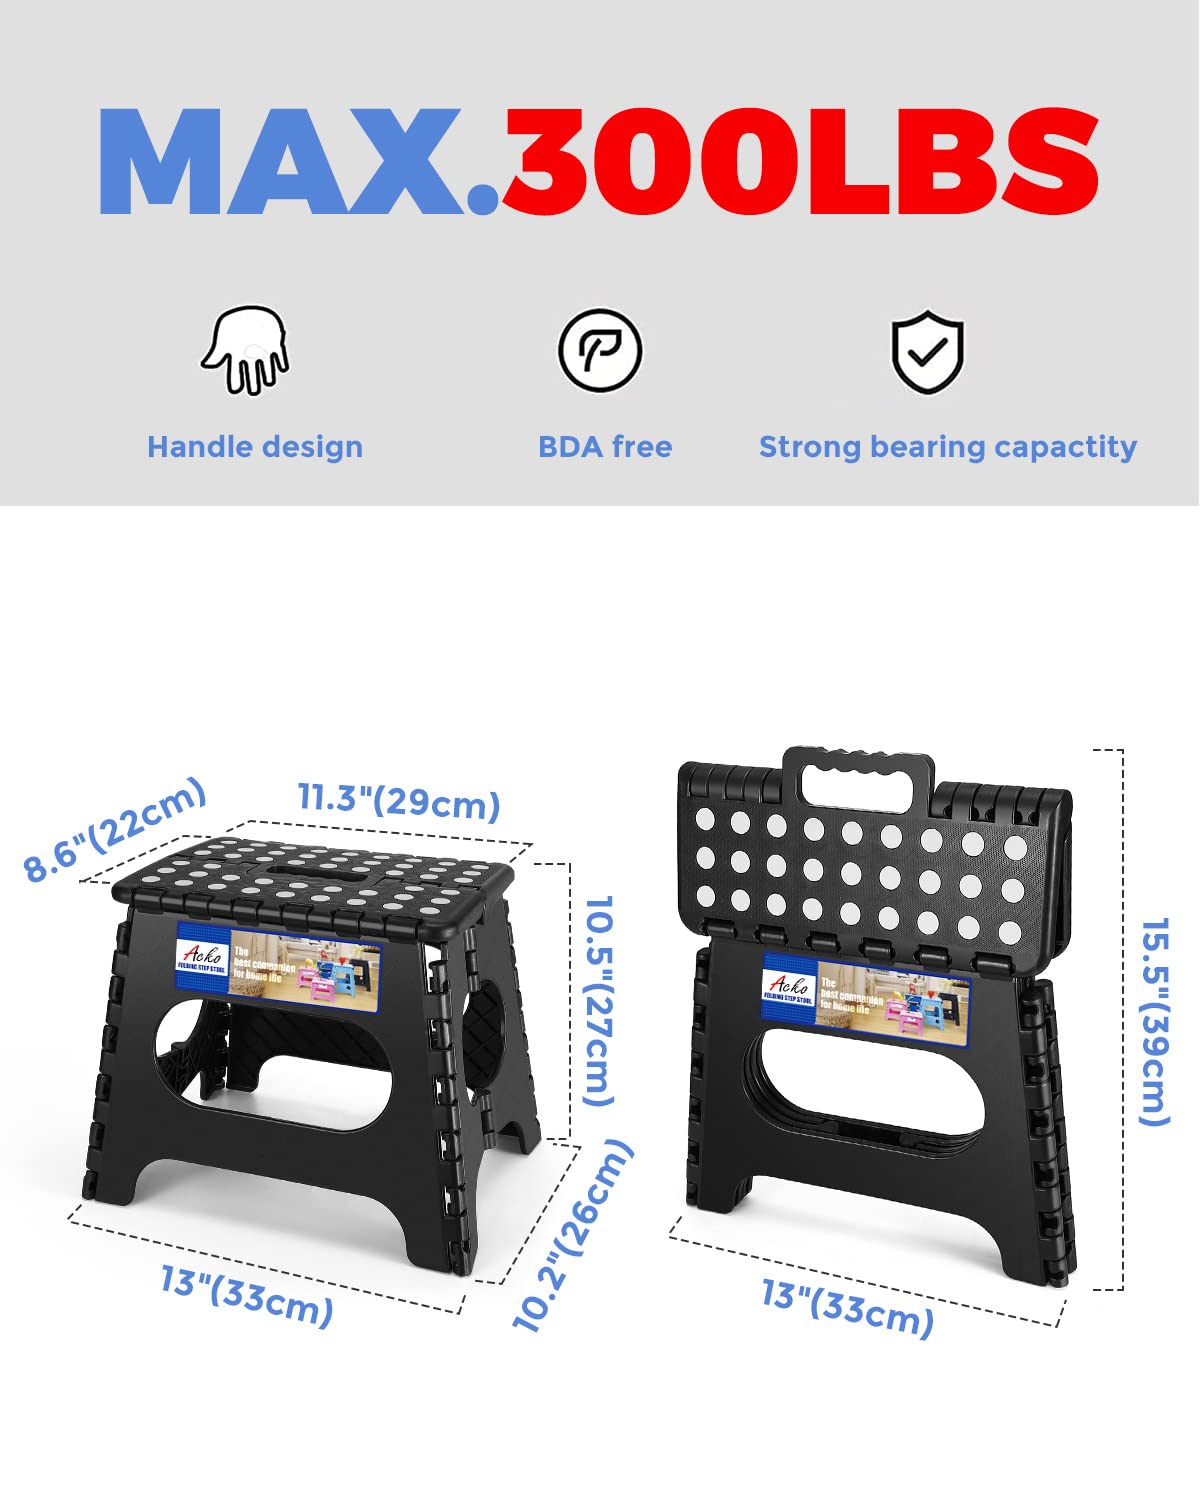 MAX.300LBS
Handle design
BDA free
Strong bearing capactity
8.6"(22cm)
11.3"(29cm)
10.5"(27cm)
10.2"(26cm)
13"(33cm)
Acko
FOLDING STEP STOOL
The
best companion
for home life
15.5"(39cm)
13"(33cm)
Acko
FOLDING STEP STOOL
The
best companion
for home life